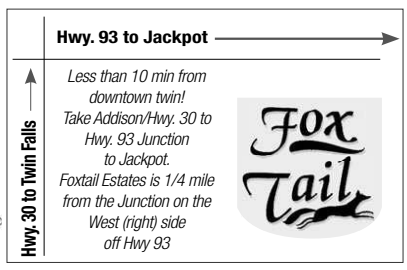 Hwy. 93 to Jackpot
Hwy. 30 to Twin Falls
Less than 10 min from
downtown twin!
Take Addison/Hwy. 30 to
Hwy. 93 Junction
to Jackpot.
Foxtail Estates is 1/4 mile
from the Junction on the
West (right) side
off Hwy 93
Fox
Tail